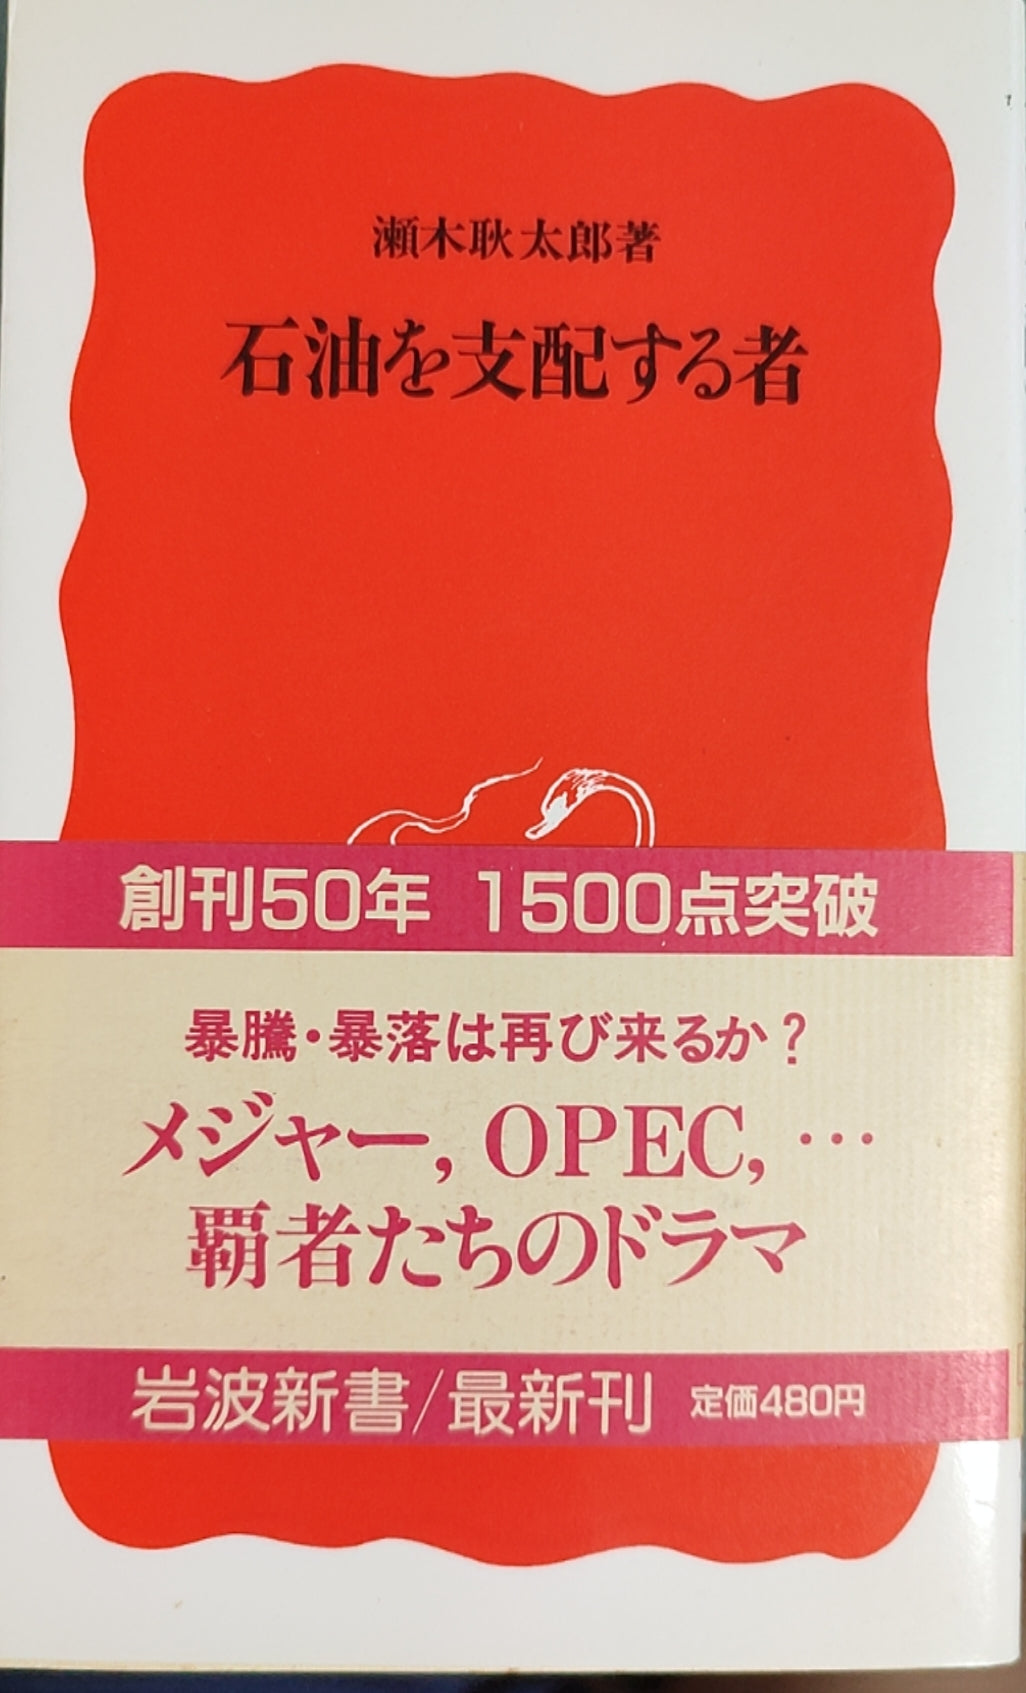 瀬木耿太郎著
石油を支配する者
創刊50年 1500点突破
暴騰・暴落は再び来るか？
メジャー, OPEC, …
覇者たちのドラマ
岩波新書/最新刊 定価480円